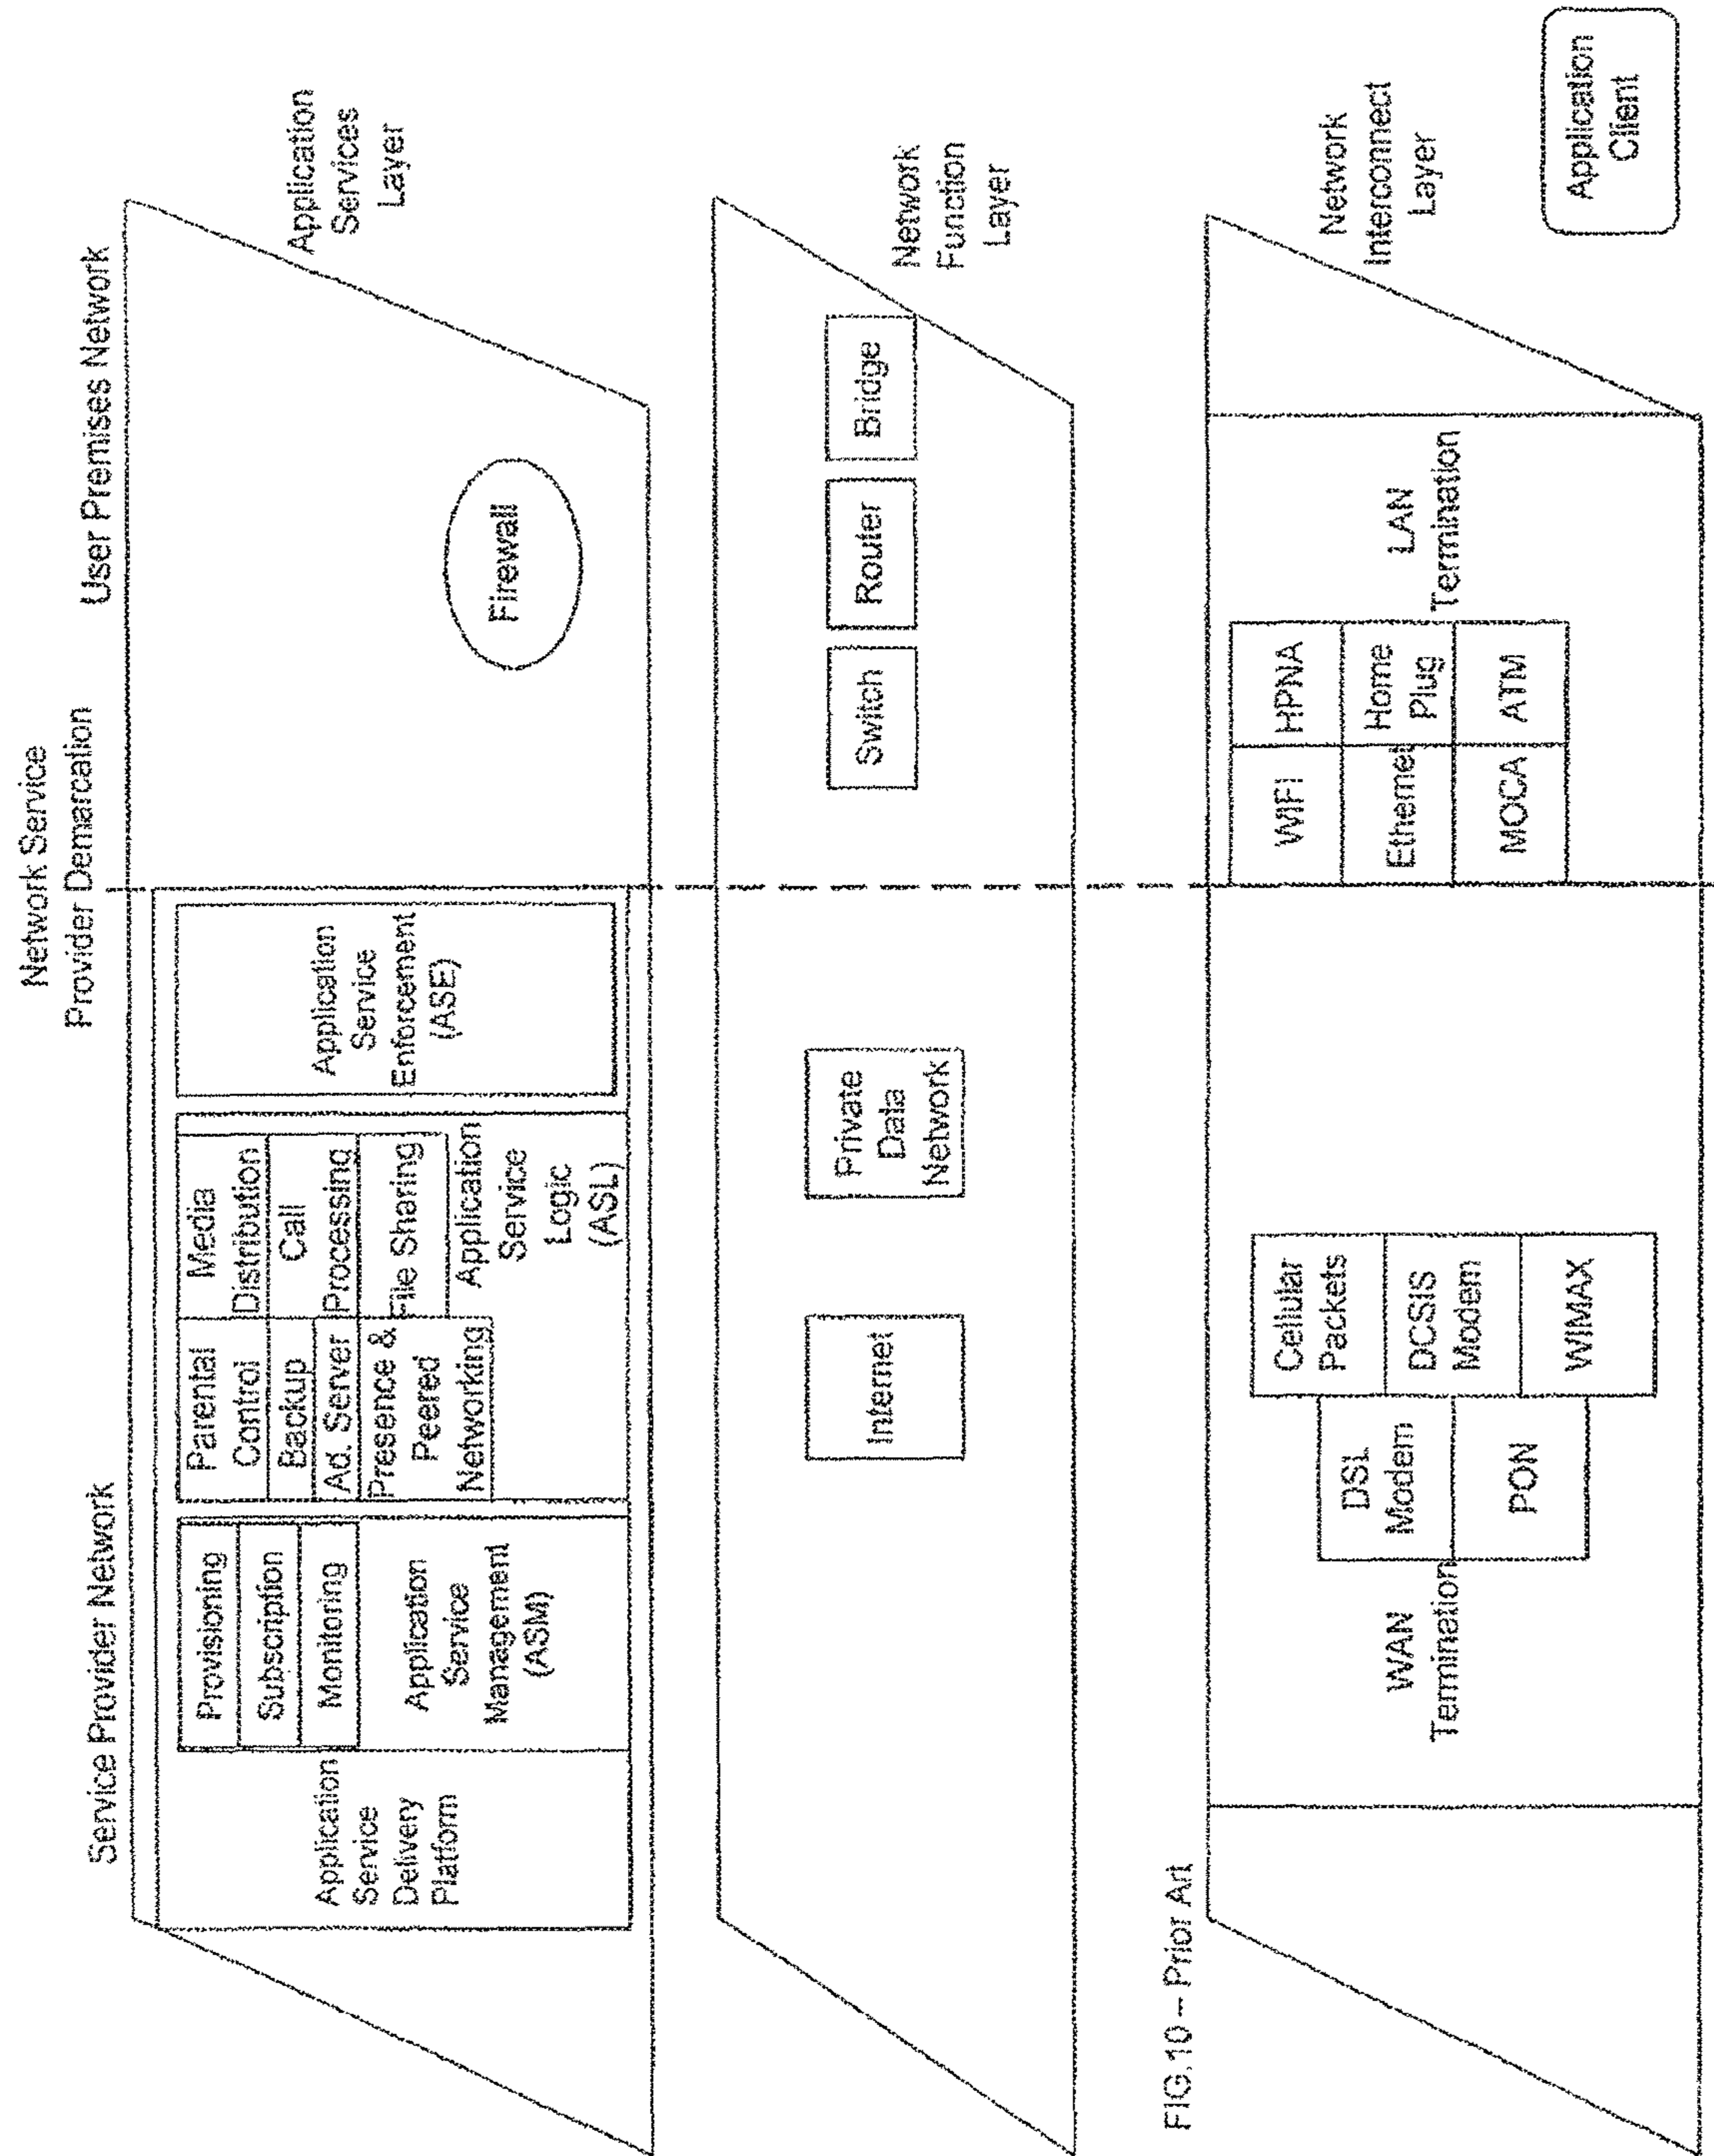 Network Service
Provider Demarcation
Service Provider Network
User Premises Network
Application
Service
Delivery
Platform
Provisioning
Subscription
Monitoring
Application
Service
Management
(ASM)
Parental
Control
Backup
Ad. Server
Presence &
Peered
Networking
Media
Distribution
Call
Processing
File Sharing
Application
Service
Logic
(ASL)
Application
Service
Enforcement
(ASE)
Firewall
Application
Services
Layer
Internet
Private
Data
Network
Switch
Router
Bridge
Network
Function
Layer
FIG.10 – Prior Art
WAN
Termination
DSL
Modem
PON
Cellular
Packets
DCSIS
Modem
WIMAX
WIFI
HPNA
Ethernet
Home
Plug
MOCA
ATM
LAN
Termination
Network
Interconnect
Layer
Application
Client